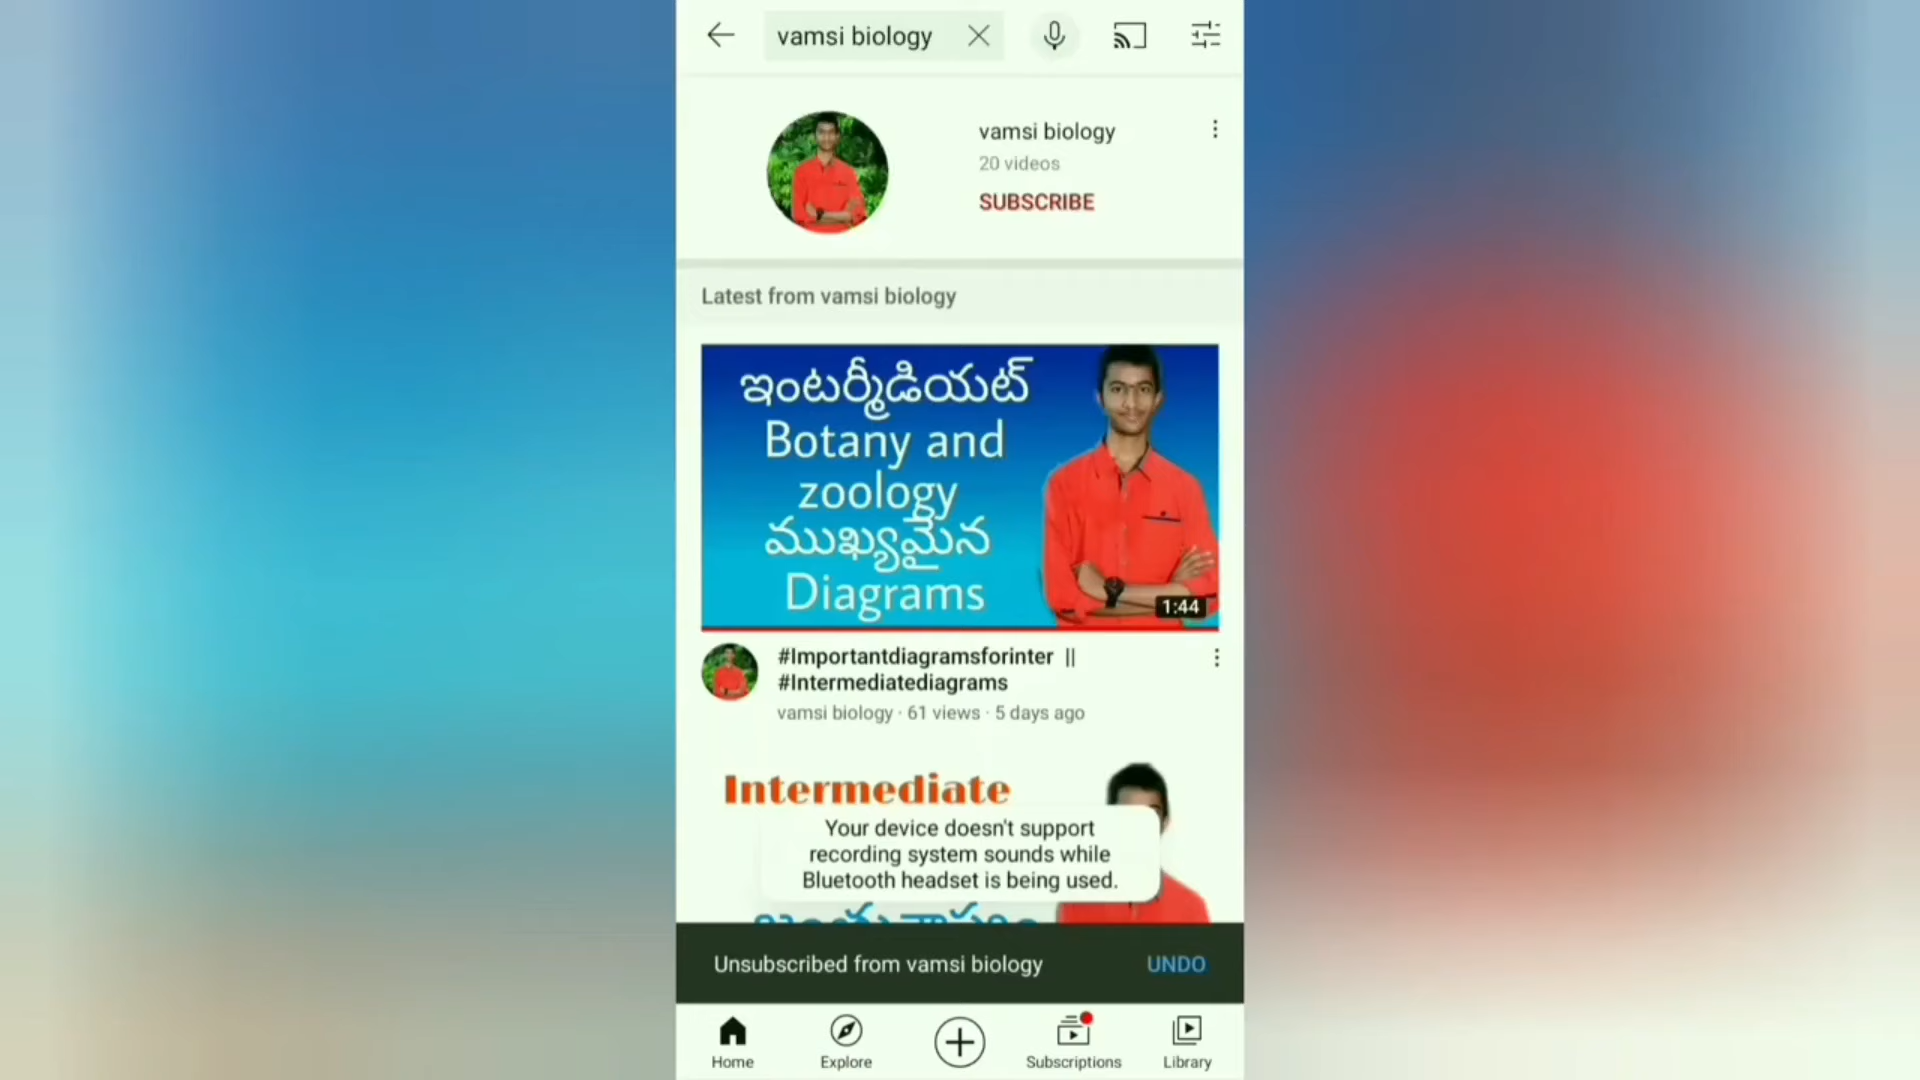 vamsi biology
vamsi biology
20 videos
SUBSCRIBE
Latest from vamsi biology
ఇంటర్మీడియట్
Botany and
zoology
ముఖ్యమైన
Diagrams
1:44
#Importantdiagramsforinter ||
#Intermediatediagrams
vamsi biology · 61 views · 5 days ago
Intermediate
Your device doesn't support
recording system sounds while
Bluetooth headset is being used.
Unsubscribed from vamsi biology
UNDO
Home
Explore
Subscriptions
Library